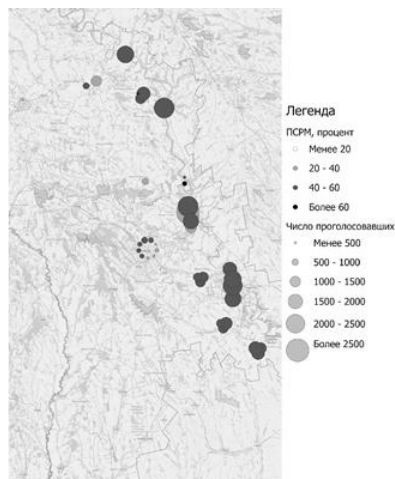 Легенда
ПСРМ, процент
Менее 20
20 - 40
40 - 60
Более 60
Число проголосовавших
Менее 500
500 - 1000
1000 - 1500
1500 - 2000
2000 - 2500
Более 2500